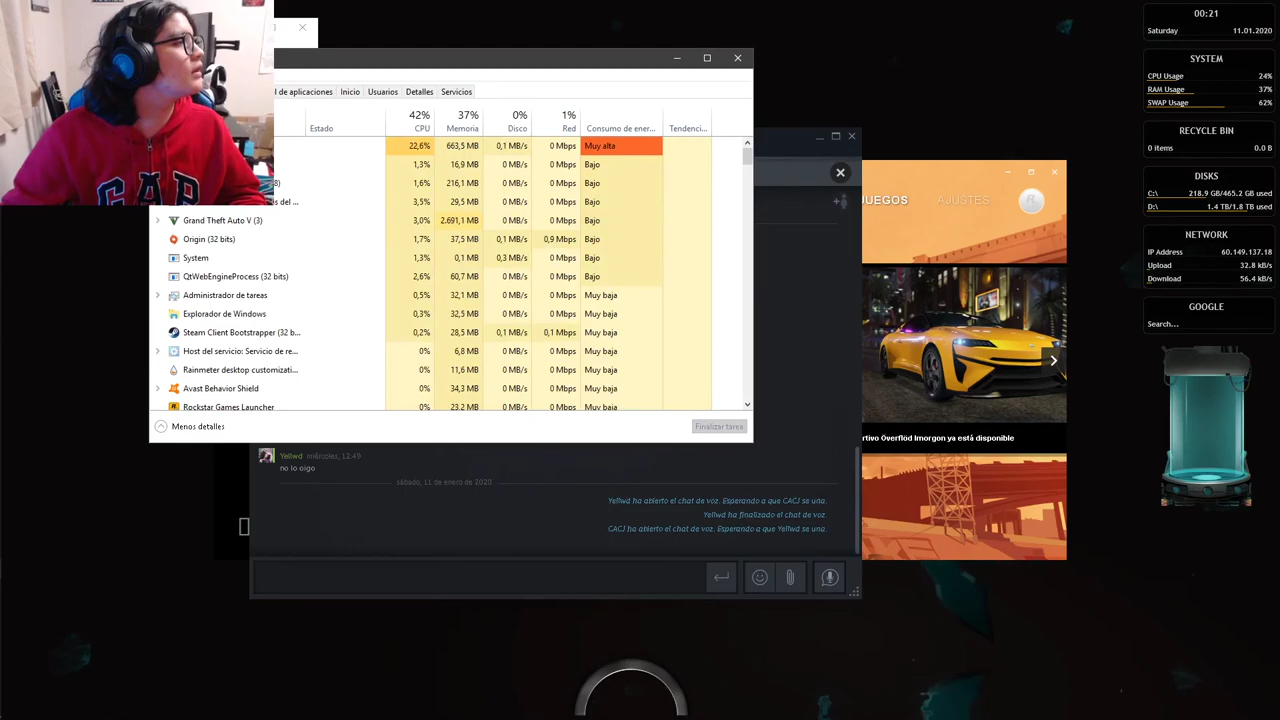 GAP
l de aplicaciones Inicio Usuarios Detalles Servicios
42% 37% 0% 1%
Estado CPU Memoria Disco Red Consumo de ener... Tendenci...
22,6% 663,5 MB 0,1 MB/s 0 Mbps Muy alta
1,3% 16,9 MB 0 MB/s 0 Mbps Bajo
8) 1,6% 216,1 MB 0 MB/s 0 Mbps Bajo
s del ... 3,5% 29,5 MB 0 MB/s 0 Mbps Bajo
Grand Theft Auto V (3) 3,0% 2.691,1 MB 0 MB/s 0 Mbps Bajo
Origin (32 bits) 1,7% 37,5 MB 0,1 MB/s 0,9 Mbps Bajo
System 1,3% 0,1 MB 0,3 MB/s 0 Mbps Bajo
QtWebEngineProcess (32 bits) 2,6% 60,7 MB 0 MB/s 0 Mbps Bajo
Administrador de tareas 0,5% 32,1 MB 0 MB/s 0 Mbps Muy baja
Explorador de Windows 0,3% 32,5 MB 0 MB/s 0 Mbps Muy baja
Steam Client Bootstrapper (32 b... 0,2% 28,5 MB 0,1 MB/s 0,1 Mbps Muy baja
Host del servicio: Servicio de re... 0% 6,8 MB 0 MB/s 0 Mbps Muy baja
Rainmeter desktop customizati... 0% 11,6 MB 0 MB/s 0 Mbps Muy baja
Avast Behavior Shield 0% 34,3 MB 0 MB/s 0 Mbps Muy baja
Rockstar Games Launcher 0% 23,2 MB 0 MB/s 0 Mbps Muy baja
Menos detalles Finalizar tarea
Yellwd miércoles, 12:49
no lo oigo
sábado, 11 de enero de 2020
Yellwd ha abierto el chat de voz. Esperando a que CACJ se una.
Yellwd ha finalizado el chat de voz.
CACJ ha abierto el chat de voz. Esperando a que Yellwd se una.
JUEGOS AJUSTES
rtivo Överflöd Imorgon ya está disponible
00:21
Saturday 11.01.2020
SYSTEM
CPU Usage 24%
RAM Usage 37%
SWAP Usage 62%
RECYCLE BIN
0 items 0.0 B
DISKS
C:\ 218.9 GB/465.2 GB used
D:\ 1.4 TB/1.8 TB used
NETWORK
IP Address 60.149.137.18
Upload 32.8 kB/s
Download 56.4 kB/s
GOOGLE
Search...